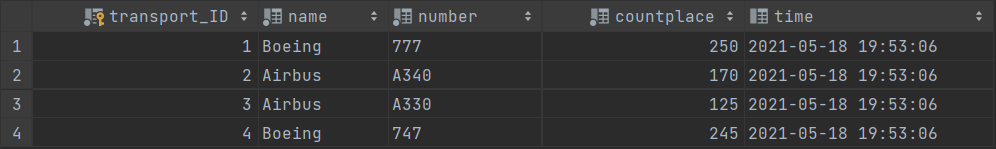 transport_ID name number countplace time
1 1 Boeing 777 250 2021-05-18 19:53:06
2 2 Airbus A340 170 2021-05-18 19:53:06
3 3 Airbus A330 125 2021-05-18 19:53:06
4 4 Boeing 747 245 2021-05-18 19:53:06